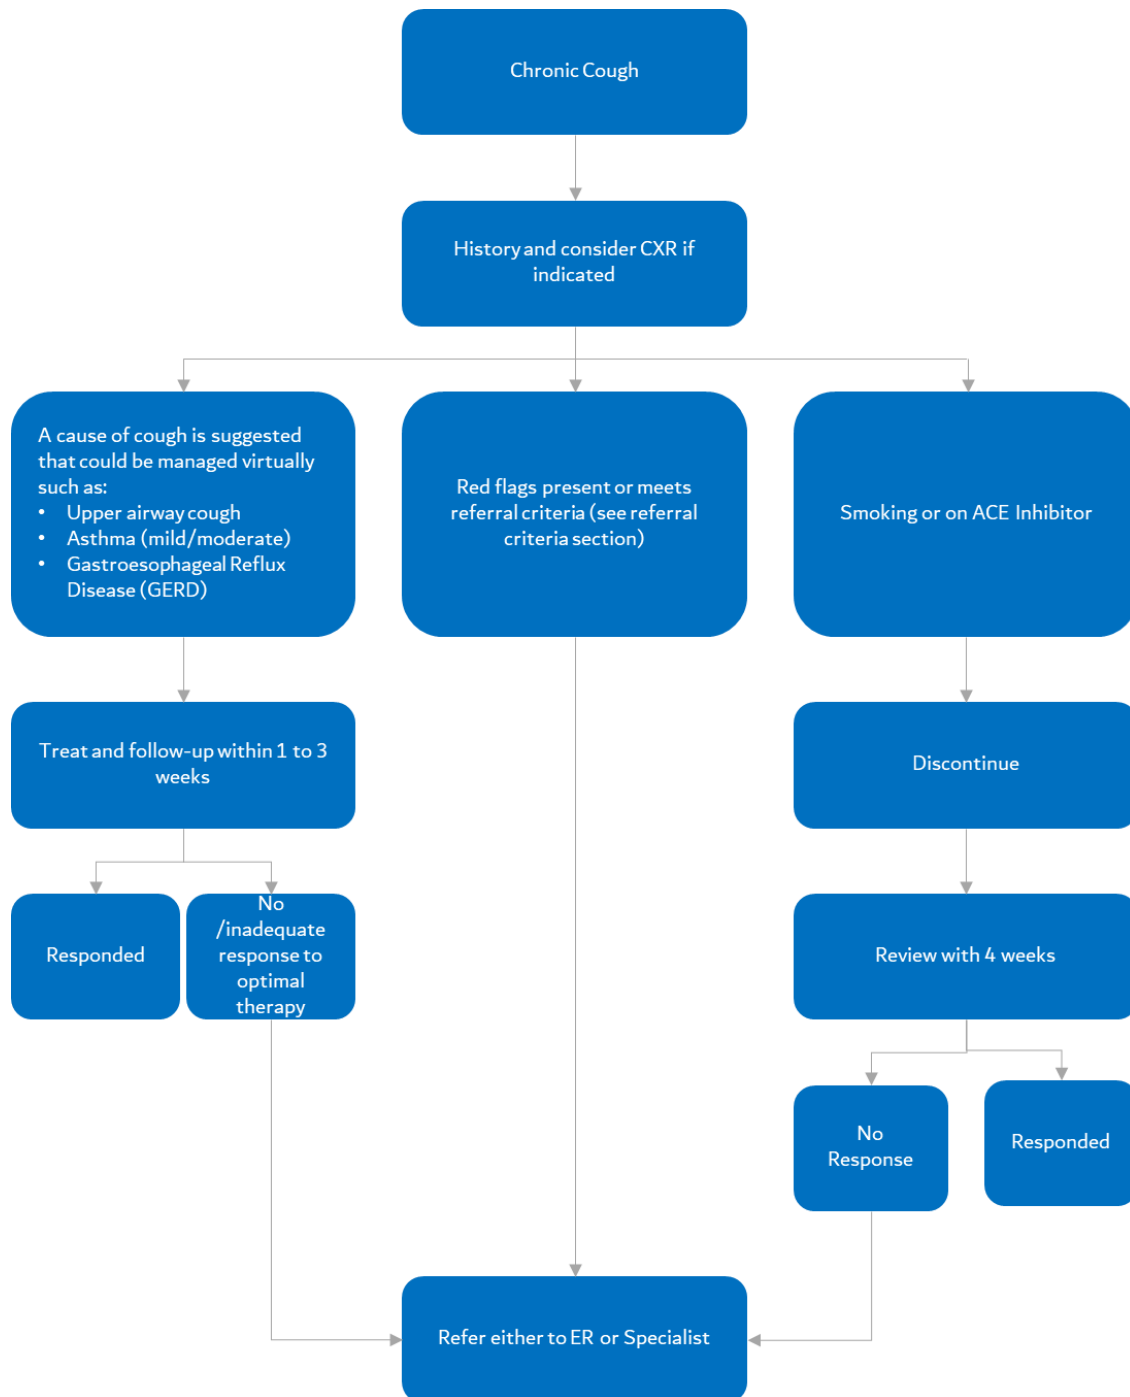 Chronic Cough
History and consider CXR if
indicated
A cause of cough is suggested
that could be managed virtually
such as:
• Upper airway cough
• Asthma (mild/moderate)
• Gastroesophageal Reflux
Disease (GERD)
Red flags present or meets
referral criteria (see referral
criteria section)
Smoking or on ACE Inhibitor
Treat and follow-up within 1 to 3
weeks
Discontinue
Responded
No
/inadequate
response to
optimal
therapy
Review with 4 weeks
No
Response
Responded
Refer either to ER or Specialist